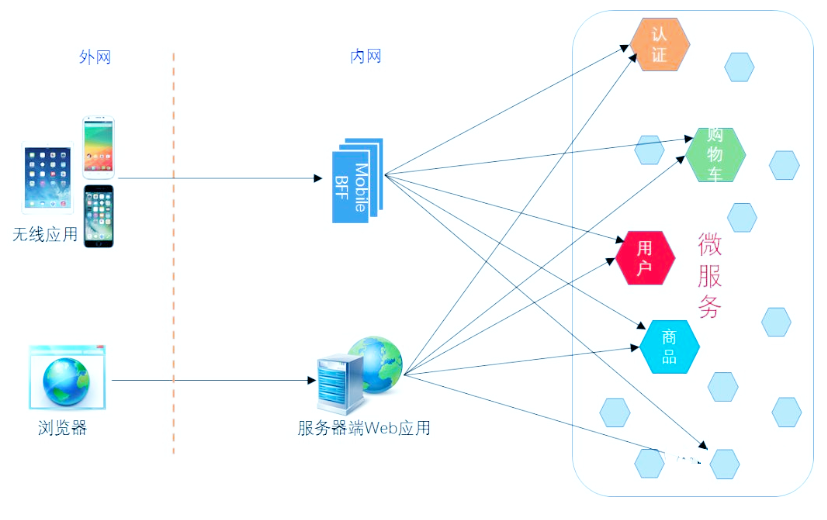 外网
内网
认
证
购
物
车
Mobile
BFF
无线应用
用
户
微
服
务
商
品
浏览器
服务器端Web应用